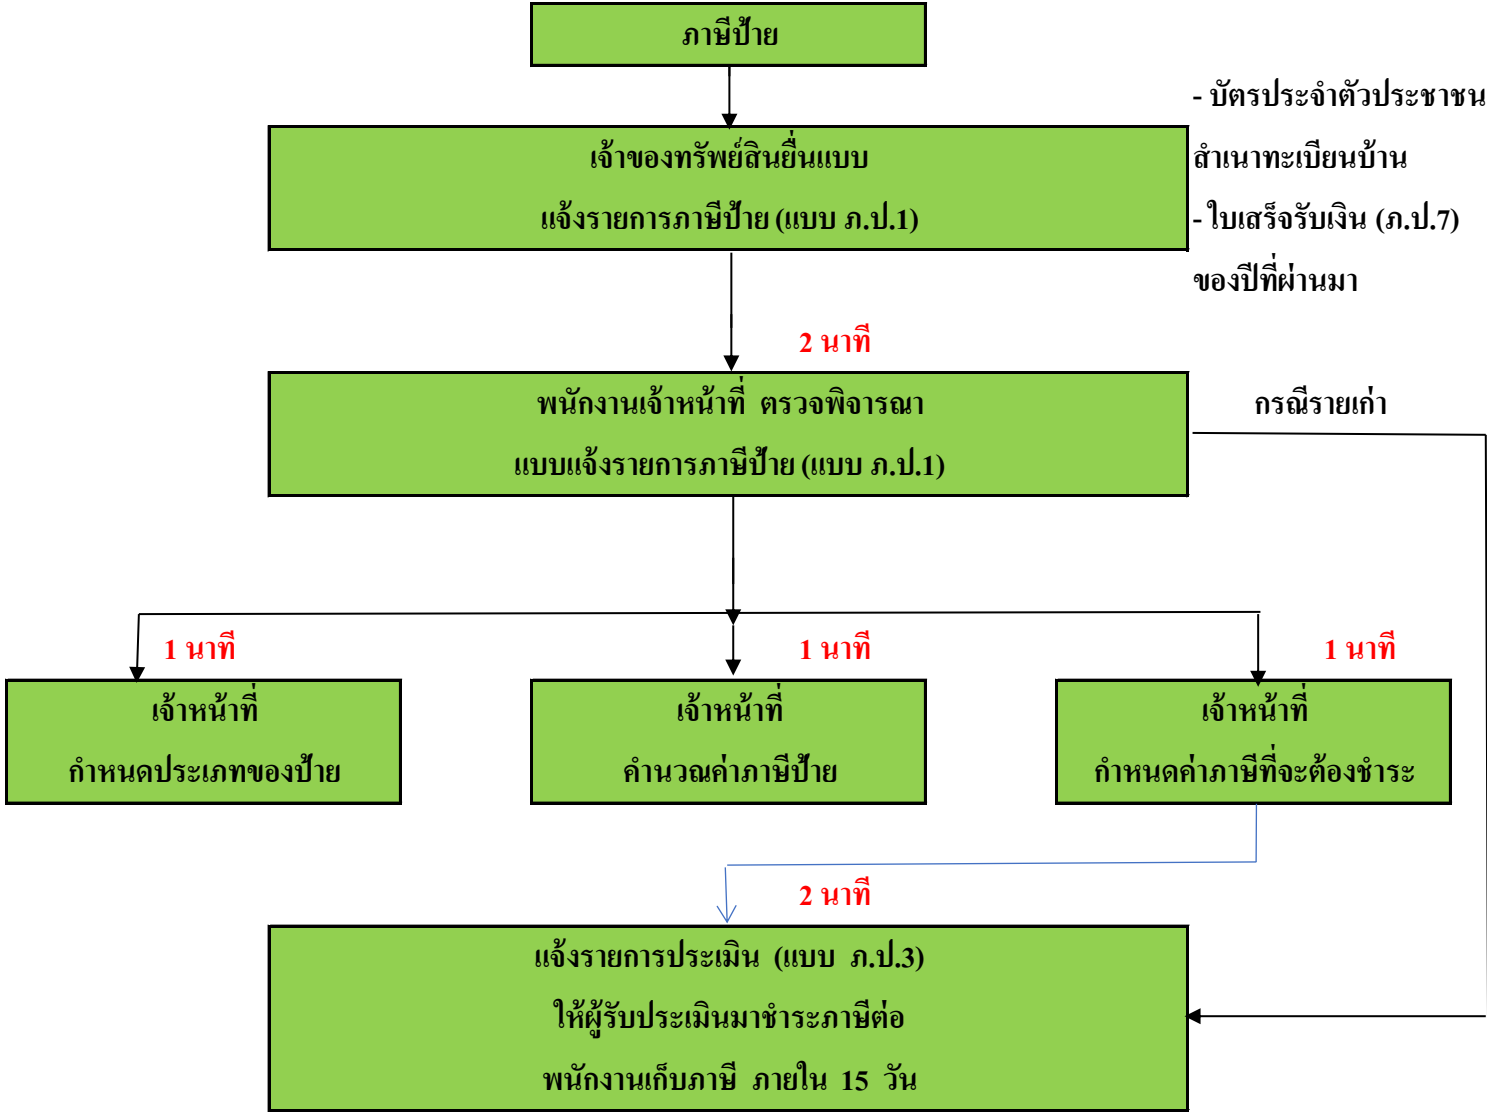 ภาษีป้าย
- บัตรประจำตัวประชาชน
สำเนาทะเบียนบ้าน
- ใบเสร็จรับเงิน (ภ.ป.7)
ของปีที่ผ่านมา
เจ้าของทรัพย์สินยื่นแบบ
แจ้งรายการภาษีป้าย (แบบ ภ.ป.1)
2 นาที
พนักงานเจ้าหน้าที่ ตรวจพิจารณา
แบบแจ้งรายการภาษีป้าย (แบบ ภ.ป.1)
กรณีรายเก่า
1 นาที
1 นาที
1 นาที
เจ้าหน้าที่
กำหนดประเภทของป้าย
เจ้าหน้าที่
คำนวณค่าภาษีป้าย
เจ้าหน้าที่
กำหนดค่าภาษีที่จะต้องชำระ
2 นาที
แจ้งรายการประเมิน (แบบ ภ.ป.3)
ให้ผู้รับประเมินมาชำระภาษีต่อ
พนักงานเก็บภาษี ภายใน 15 วัน